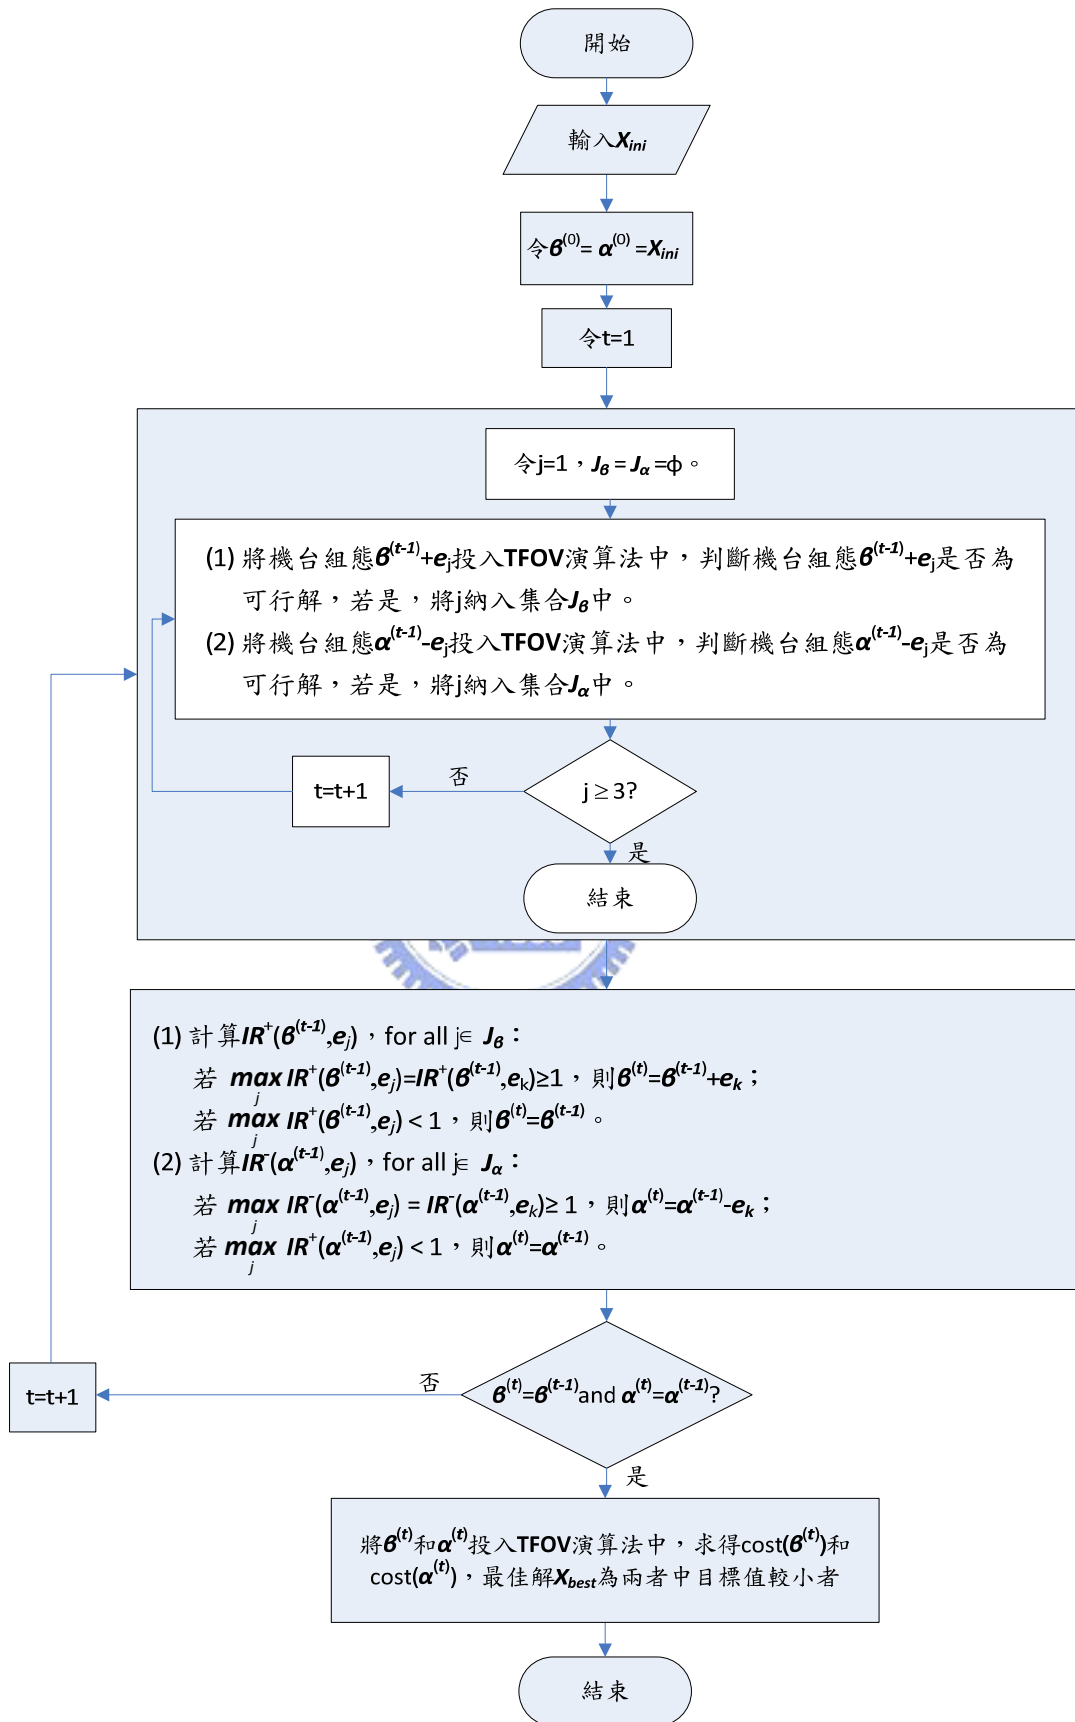 開始
輸入X_ini
令β^(0)= α^(0) =X_ini
令t=1
令j=1，J_β = J_α =ф。
(1) 將機台組態β^(t-1)+e_j投入TFOV演算法中，判斷機台組態β^(t-1)+e_j是否為
可行解，若是，將j納入集合J_β中。
(2) 將機台組態α^(t-1)-e_j投入TFOV演算法中，判斷機台組態α^(t-1)-e_j是否為
可行解，若是，將j納入集合J_α中。
j ≥ 3?
否
t=t+1
是
結束
(1) 計算IR^+(β^(t-1),e_j)，for all j∈ J_β：
若 max_j IR^+(β^(t-1),e_j)=IR^+(β^(t-1),e_k)≥1，則β^(t)=β^(t-1)+e_k；
若 max_j IR^+(β^(t-1),e_j) < 1，則β^(t)=β^(t-1)。
(2) 計算IR^-(α^(t-1),e_j)，for all j∈ J_α：
若 max_j IR^-(α^(t-1),e_j) = IR^-(α^(t-1),e_k)≥ 1，則α^(t)=α^(t-1)-e_k；
若 max_j IR^+(α^(t-1),e_j) < 1，則α^(t)=α^(t-1)。
β^(t)=β^(t-1) and α^(t)=α^(t-1)?
否
t=t+1
是
將β^(t)和α^(t)投入TFOV演算法中，求得cost(β^(t))和
cost(α^(t))，最佳解X_best為兩者中目標值較小者
結束